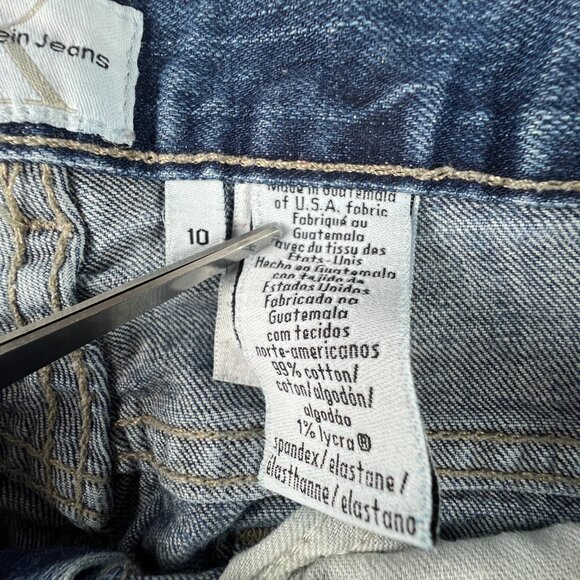 ein Jeans
10
Made in Guatemala
of U.S.A. fabric
Fabriqué au
Guatemala
avec du tissu des
États-Unis
Hecho en Guatemala
con tejido de
Estados Unidos
Fabricado na
Guatemala
com tecidos
norte-americanos
99% cotton/
coton/algodón/
algodão
1% lycra®
spandex/elastane/
élasthanne/elastano